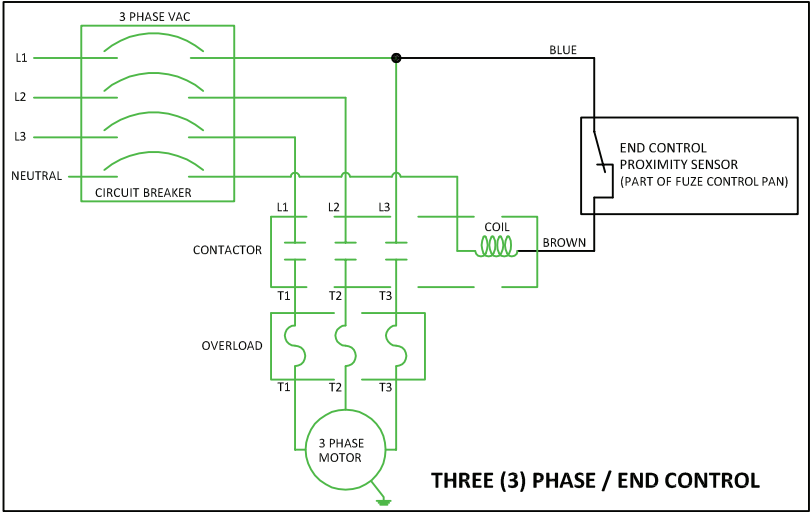 3 PHASE VAC
L1
BLUE
L2
L3
END CONTROL
PROXIMITY SENSOR
(PART OF FUZE CONTROL PAN)
NEUTRAL
CIRCUIT BREAKER
L1
L2
L3
COIL
CONTACTOR
BROWN
T1
T2
T3
OVERLOAD
T1
T2
T3
3 PHASE
MOTOR
THREE (3) PHASE / END CONTROL